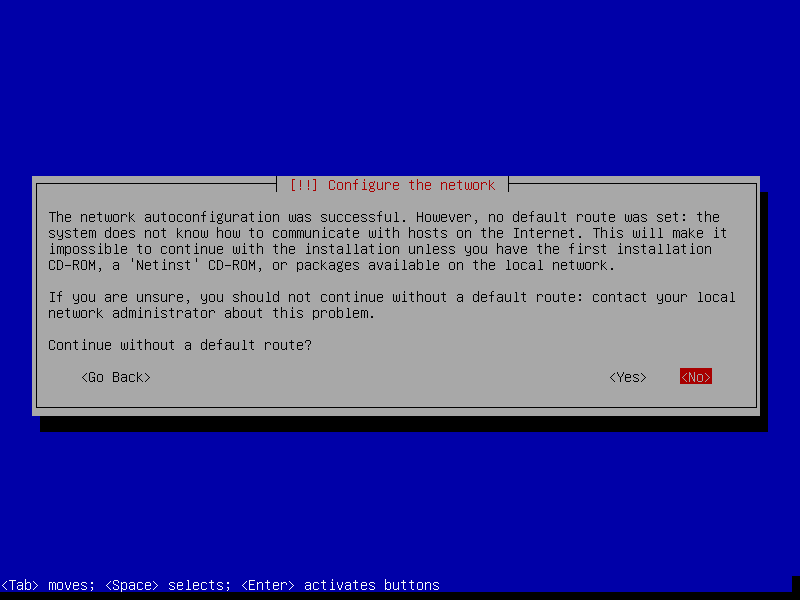 [!!] Configure the network
The network autoconfiguration was successful. However, no default route was set: the
system does not know how to communicate with hosts on the Internet. This will make it
impossible to continue with the installation unless you have the first installation
CD-ROM, a 'Netinst' CD-ROM, or packages available on the local network.
If you are unsure, you should not continue without a default route: contact your local
network administrator about this problem.
Continue without a default route?
<Go Back> <Yes> <No>
<Tab> moves; <Space> selects; <Enter> activates buttons